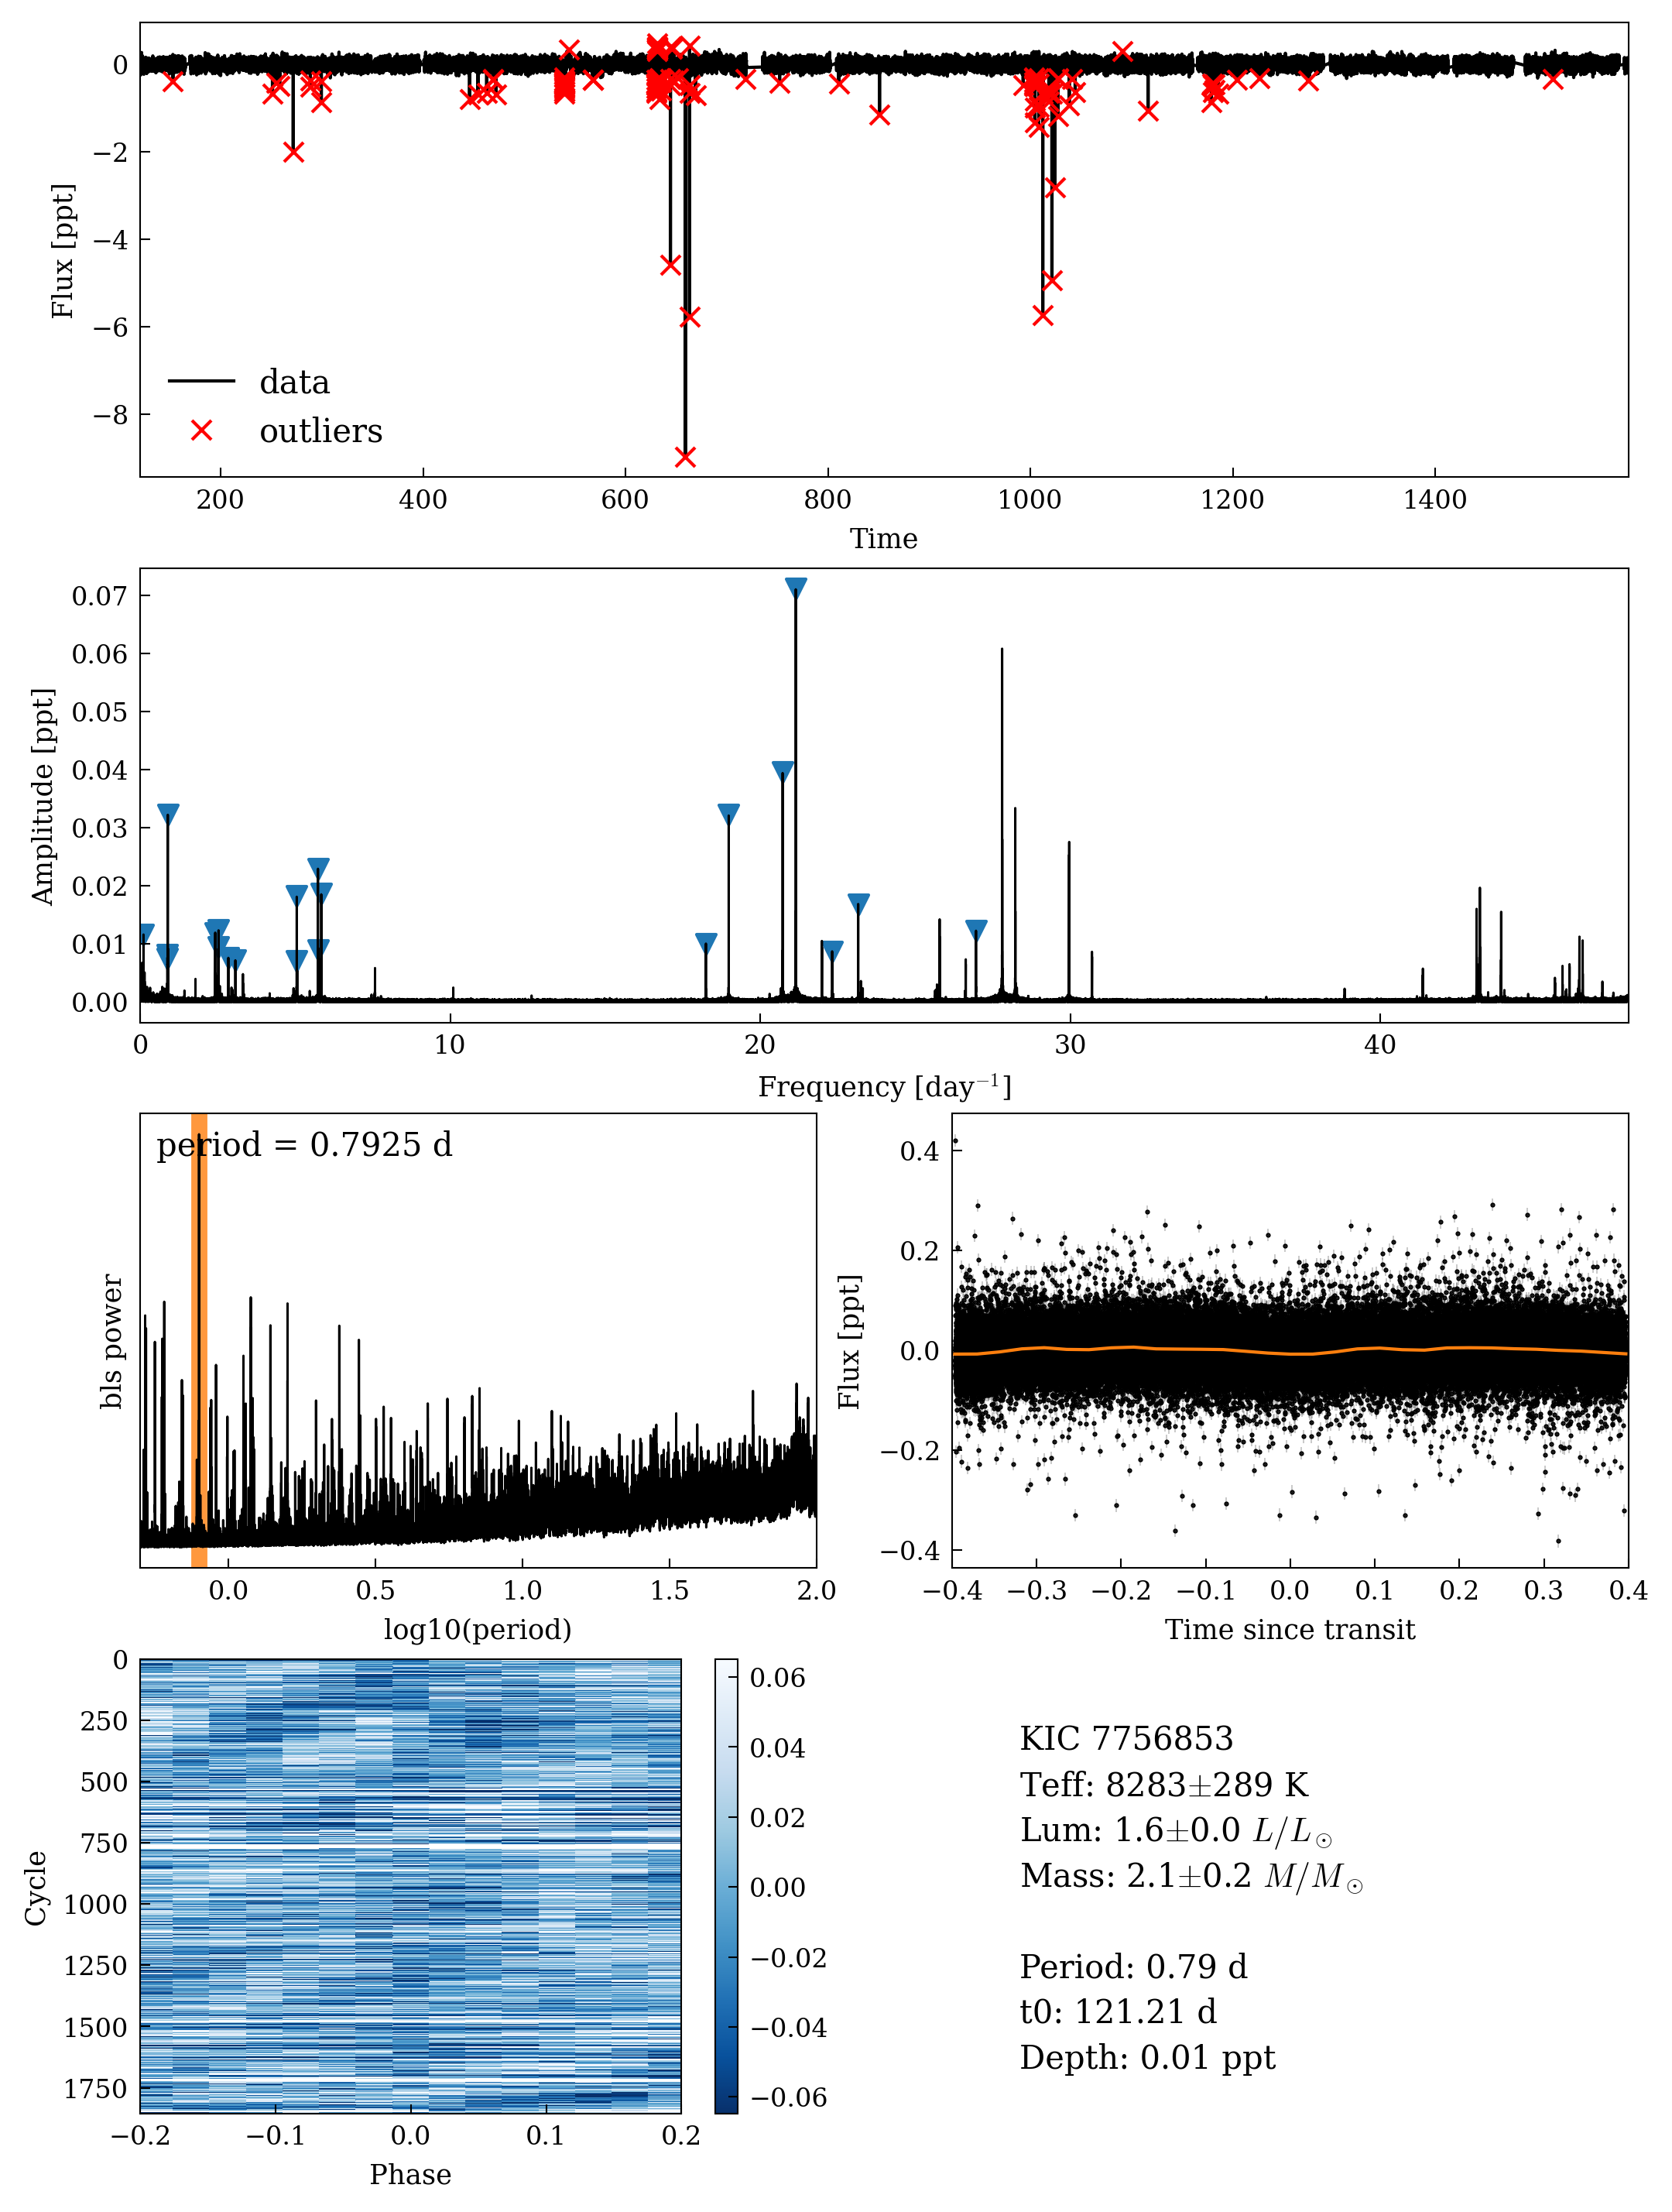 0
−2
−4
−6
−8
Flux [ppt]
data
outliers
200 400 600 800 1000 1200 1400
Time
0.07
0.06
0.05
0.04
0.03
0.02
0.01
0.00
Amplitude [ppt]
0 10 20 30 40
Frequency [day⁻¹]
period = 0.7925 d
bls power
0.0 0.5 1.0 1.5 2.0
log10(period)
0.4
0.2
0.0
−0.2
−0.4
Flux [ppt]
−0.4 −0.3 −0.2 −0.1 0.0 0.1 0.2 0.3 0.4
Time since transit
0
250
500
750
1000
1250
1500
1750
Cycle
−0.2 −0.1 0.0 0.1 0.2
Phase
0.06
0.04
0.02
0.00
−0.02
−0.04
−0.06
KIC 7756853
Teff: 8283±289 K
Lum: 1.6±0.0 L/L⊙
Mass: 2.1±0.2 M/M⊙
Period: 0.79 d
t0: 121.21 d
Depth: 0.01 ppt